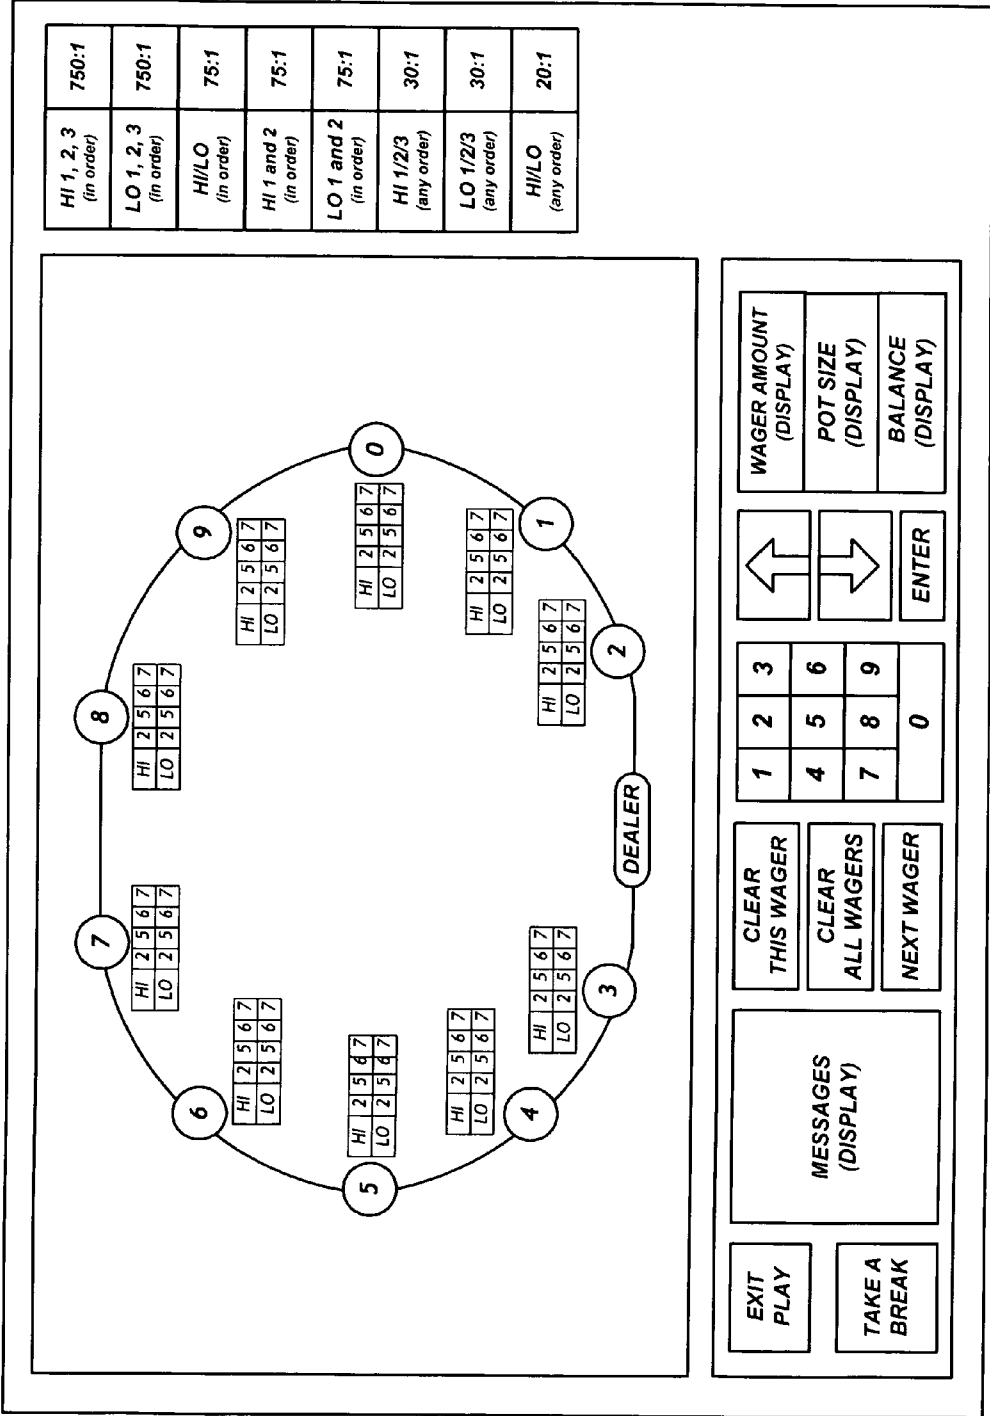 7
HI 2 5 6 7
LO 2 5 6 7
8
HI 2 5 6 7
LO 2 5 6 7
6
HI 2 5 6 7
LO 2 5 6 7
9
HI 2 5 6 7
LO 2 5 6 7
5
HI 2 5 6 7
LO 2 5 6 7
0
HI 2 5 6 7
LO 2 5 6 7
4
HI 2 5 6 7
LO 2 5 6 7
1
HI 2 5 6 7
LO 2 5 6 7
3
HI 2 5 6 7
LO 2 5 6 7
2
HI 2 5 6 7
LO 2 5 6 7
DEALER
HI 1, 2, 3 750:1
(in order)
LO 1, 2, 3 750:1
(in order)
HI/LO 75:1
(in order)
HI 1 and 2 75:1
(in order)
LO 1 and 2 75:1
(in order)
HI 1/2/3 30:1
(any order)
LO 1/2/3 30:1
(any order)
HI/LO 20:1
(any order)
EXIT
PLAY
TAKE A
BREAK
MESSAGES
(DISPLAY)
CLEAR
THIS WAGER
CLEAR
ALL WAGERS
NEXT WAGER
1 2 3
4 5 6
7 8 9
0
ENTER
WAGER AMOUNT
(DISPLAY)
POT SIZE
(DISPLAY)
BALANCE
(DISPLAY)